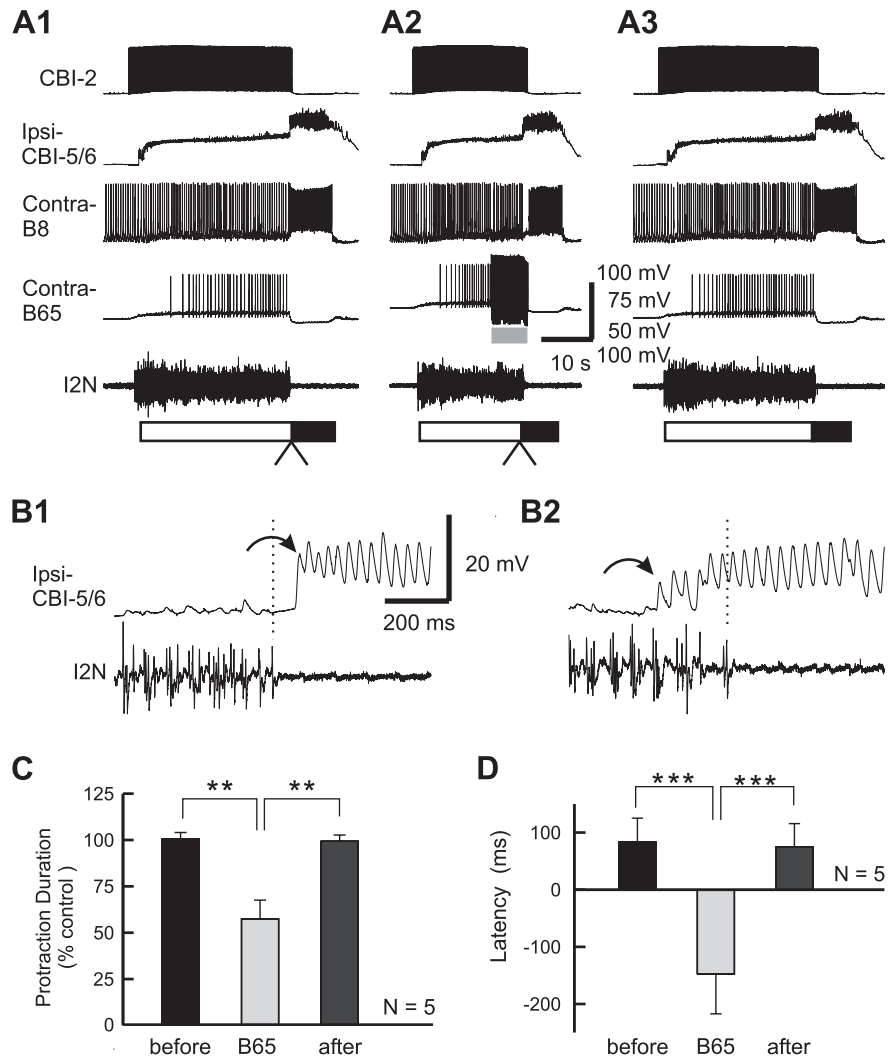 A1
A2
A3
CBI-2
Ipsi-
CBI-5/6
Contra-
B8
Contra-
B65
100 mV
75 mV
50 mV
100 mV
10 s
I2N
B1
B2
Ipsi-
CBI-5/6
20 mV
200 ms
I2N
C
Protraction Duration
(% control)
125
100
75
50
25
0
**
**
N = 5
before
B65
after
D
Latency (ms)
100
0
-100
-200
***
***
N = 5
before
B65
after